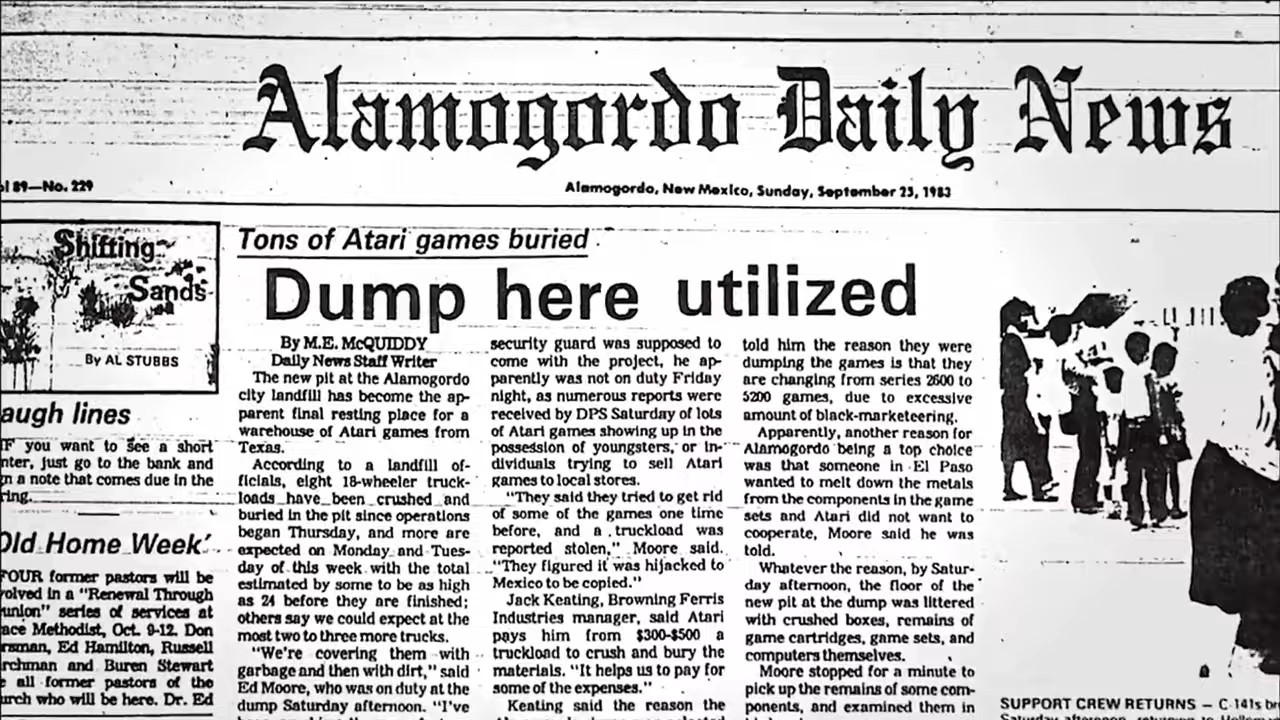 Alamogordo Daily News
ol 89—No. 229
Alamogordo, New Mexico, Sunday, September 25, 1983
Shifting
Sands
By AL STUBBS
augh lines
IF you want to see a short
nter, just go to the bank and
n a note that comes due in the
ring.
Old Home Week'
FOUR former pastors will be
volved in a "Renewal Through
union" series of services at
ace Methodist, Oct. 9-12. Don
rsman, Ed Hamilton, Russell
rchman and Buren Stewart
e all former pastors of the
urch who will be here. Dr. Ed
Tons of Atari games buried
Dump here utilized
By M.E. McQUIDDY
Daily News Staff Writer
The new pit at the Alamogordo
city landfill has become the ap-
parent final resting place for a
warehouse of Atari games from
Texas.
According to a landfill of-
ficials, eight 18-wheeler truck-
loads have been crushed and
buried in the pit since operations
began Thursday, and more are
expected on Monday and Tues-
day of this week with the total
estimated by some to be as high
as 24 before they are finished;
others say we could expect at the
most two to three more trucks.
"We're covering them with
garbage and then with dirt," said
Ed Moore, who was on duty at the
dump Saturday afternoon. "I've
security guard was supposed to
come with the project, he ap-
parently was not on duty Friday
night, as numerous reports were
received by DPS Saturday of lots
of Atari games showing up in the
possession of youngsters, or in-
dividuals trying to sell Atari
games to local stores.
"They said they tried to get rid
of some of the games one time
before, and a truckload was
reported stolen," Moore said.
"They figured it was hijacked to
Mexico to be copied."
Jack Keating, Browning Ferris
Industries manager, said Atari
pays him from $300-$500 a
truckload to crush and bury the
materials. "It helps us to pay for
some of the expenses."
Keating said the reason the
told him the reason they were
dumping the games is that they
are changing from series 2600 to
5200 games, due to excessive
amount of black-marketeering.
Apparently, another reason for
Alamogordo being a top choice
was that someone in El Paso
wanted to melt down the metals
from the components in the game
sets and Atari did not want to
cooperate, Moore said he was
told.
Whatever the reason, by Satur-
day afternoon, the floor of the
new pit at the dump was littered
with crushed boxes, remains of
game cartridges, game sets, and
computers themselves.
Moore stopped for a minute to
pick up the remains of some com-
ponents, and examined them in
SUPPORT CREW RETURNS — C-141s b
Saturday afternoon, returning to